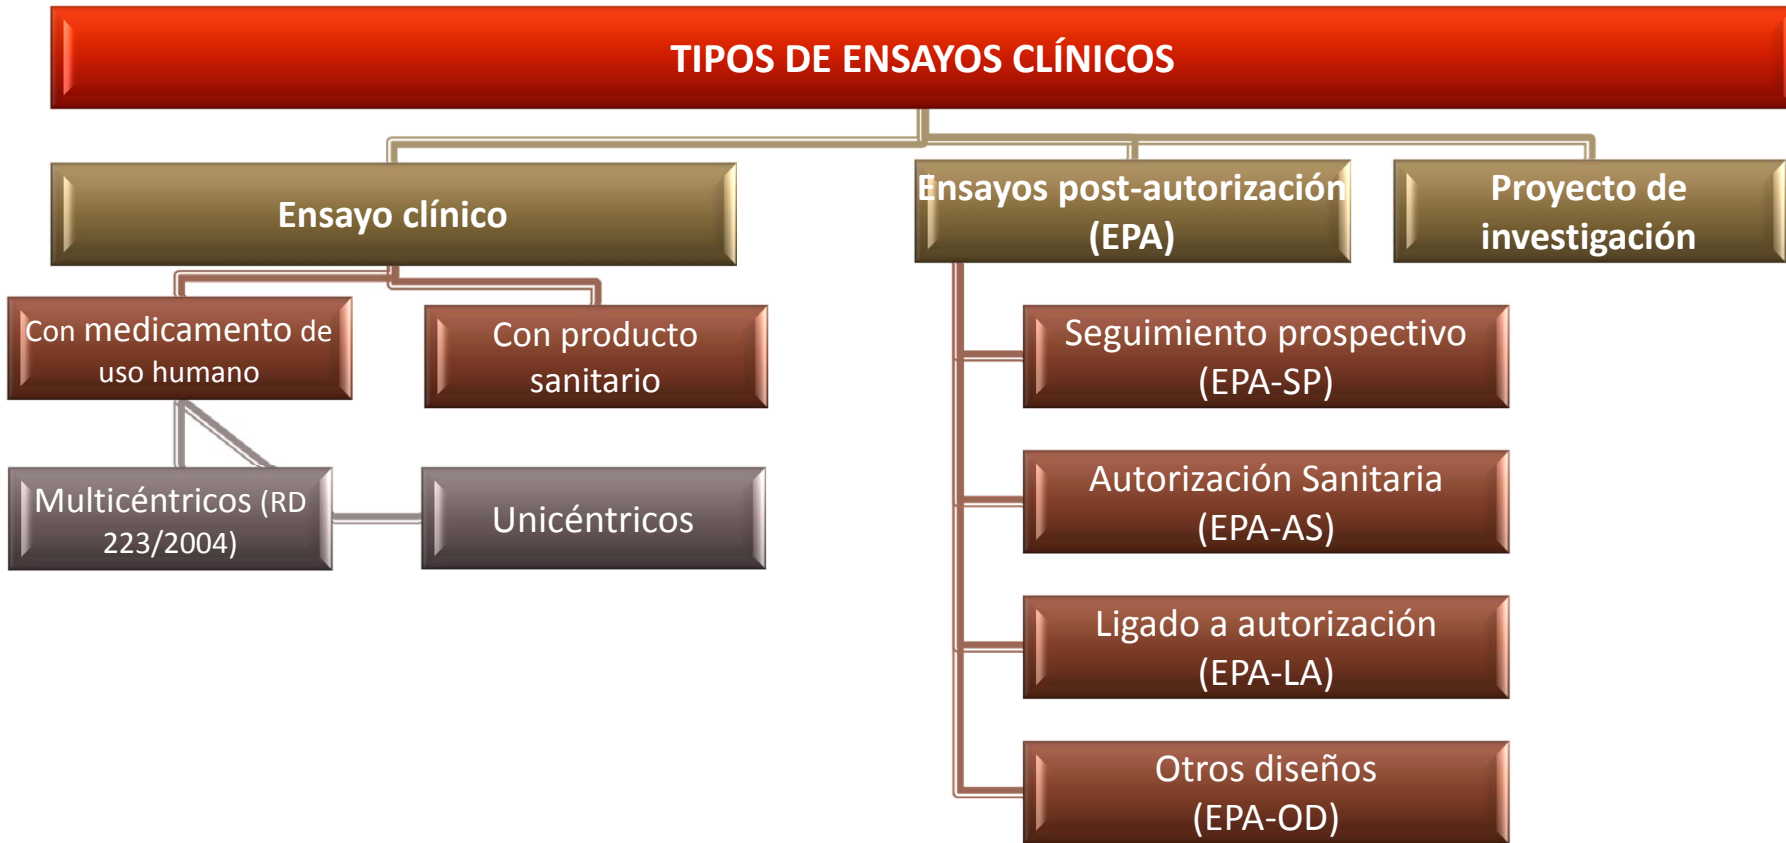 TIPOS DE ENSAYOS CLÍNICOS
Ensayo clínico
Ensayos post-autorización
(EPA)
Proyecto de
investigación
Con medicamento de
uso humano
Con producto
sanitario
Seguimiento prospectivo
(EPA-SP)
Multicéntricos (RD
223/2004)
Unicéntricos
Autorización Sanitaria
(EPA-AS)
Ligado a autorización
(EPA-LA)
Otros diseños
(EPA-OD)